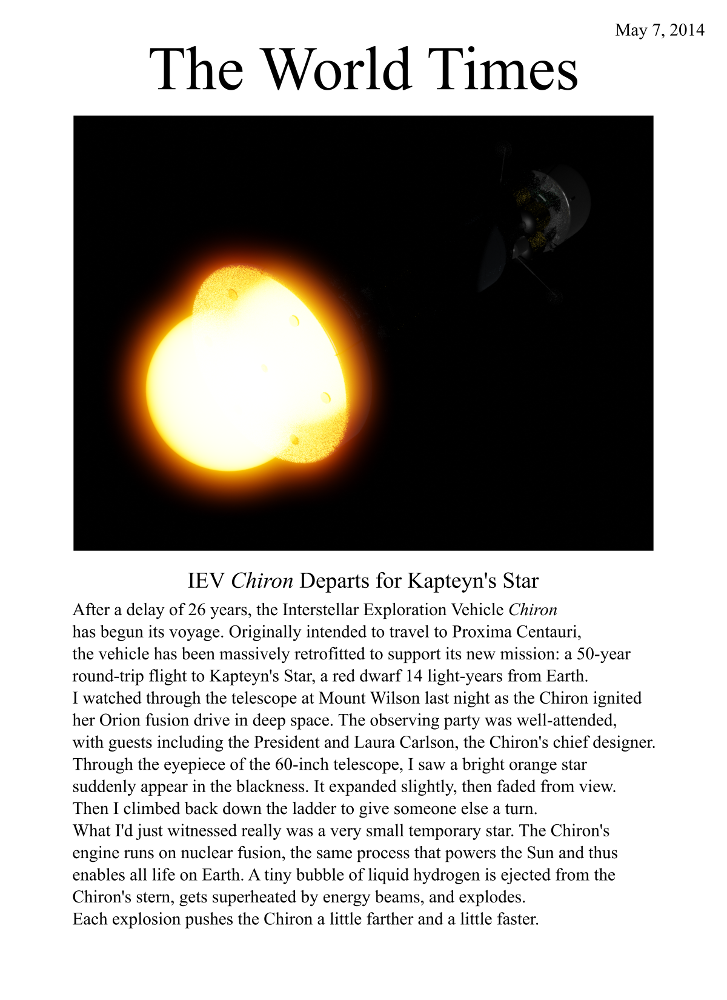 May 7, 2014
The World Times
IEV Chiron Departs for Kapteyn's Star
After a delay of 26 years, the Interstellar Exploration Vehicle Chiron
has begun its voyage. Originally intended to travel to Proxima Centauri,
the vehicle has been massively retrofitted to support its new mission: a 50-year
round-trip flight to Kapteyn's Star, a red dwarf 14 light-years from Earth.
I watched through the telescope at Mount Wilson last night as the Chiron ignited
her Orion fusion drive in deep space. The observing party was well-attended,
with guests including the President and Laura Carlson, the Chiron's chief designer.
Through the eyepiece of the 60-inch telescope, I saw a bright orange star
suddenly appear in the blackness. It expanded slightly, then faded from view.
Then I climbed back down the ladder to give someone else a turn.
What I'd just witnessed really was a very small temporary star. The Chiron's
engine runs on nuclear fusion, the same process that powers the Sun and thus
enables all life on Earth. A tiny bubble of liquid hydrogen is ejected from the
Chiron's stern, gets superheated by energy beams, and explodes.
Each explosion pushes the Chiron a little farther and a little faster.